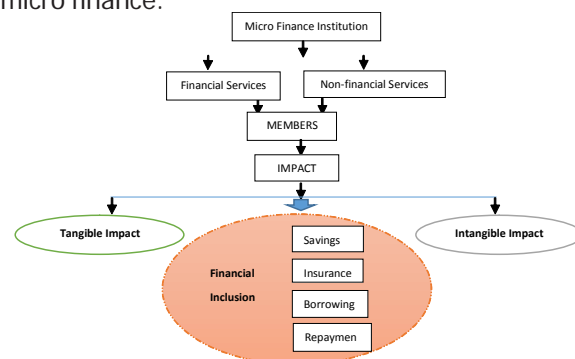 micro finance.
Micro Finance Institution
Financial Services
Non-financial Services
MEMBERS
IMPACT
Tangible Impact
Intangible Impact
Savings
Financial
Inclusion
Insurance
Borrowing
Repaymen